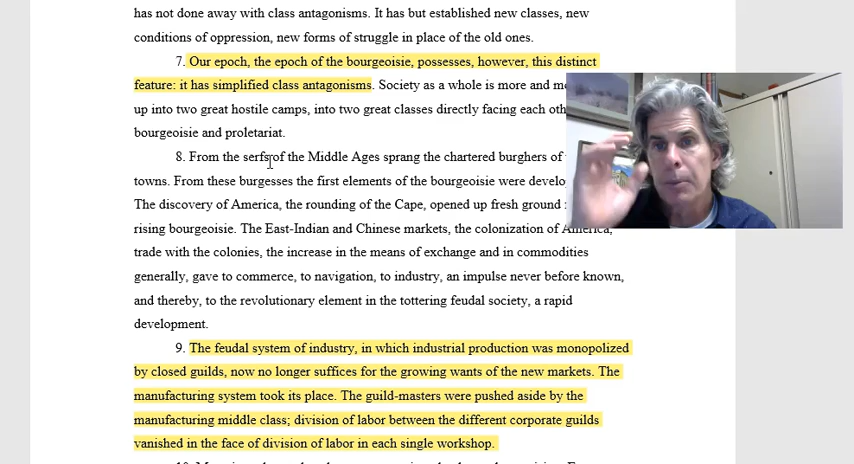 has not done away with class antagonisms. It has but established new classes, new
conditions of oppression, new forms of struggle in place of the old ones.
7. Our epoch, the epoch of the bourgeoisie, possesses, however, this distinct
feature: it has simplified class antagonisms. Society as a whole is more and
up into two great hostile camps, into two great classes directly facing each
bourgeoisie and proletariat.
8. From the serfs of the Middle Ages sprang the chartered burghers of
towns. From these burgesses the first elements of the bourgeoisie were
The discovery of America, the rounding of the Cape, opened up fresh ground
rising bourgeoisie. The East-Indian and Chinese markets, the colonization of America,
trade with the colonies, the increase in the means of exchange and in commodities
generally, gave to commerce, to navigation, to industry, an impulse never before known,
and thereby, to the revolutionary element in the tottering feudal society, a rapid
development.
9. The feudal system of industry, in which industrial production was monopolized
by closed guilds, now no longer suffices for the growing wants of the new markets. The
manufacturing system took its place. The guild-masters were pushed aside by the
manufacturing middle class; division of labor between the different corporate guilds
vanished in the face of division of labor in each single workshop.